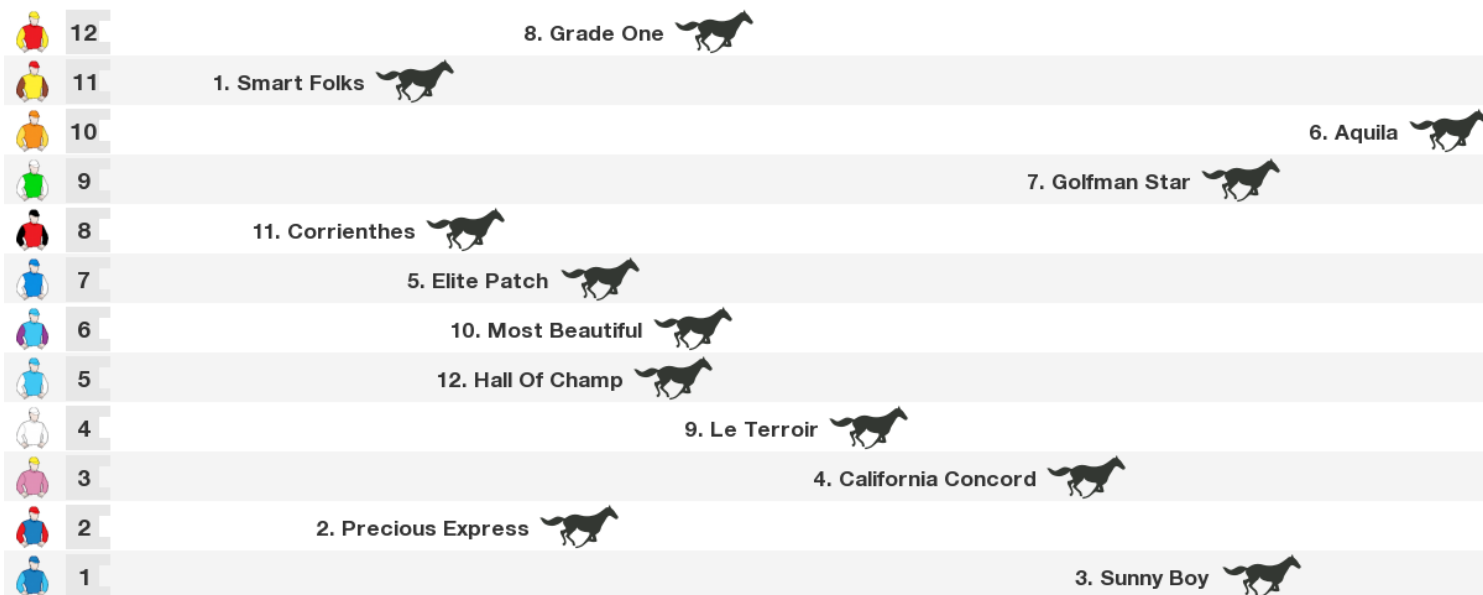 12 8. Grade One
11 1. Smart Folks
10 6. Aquila
9 7. Golfman Star
8 11. Corrienthes
7 5. Elite Patch
6 10. Most Beautiful
5 12. Hall Of Champ
4 9. Le Terroir
3 4. California Concord
2 2. Precious Express
1 3. Sunny Boy